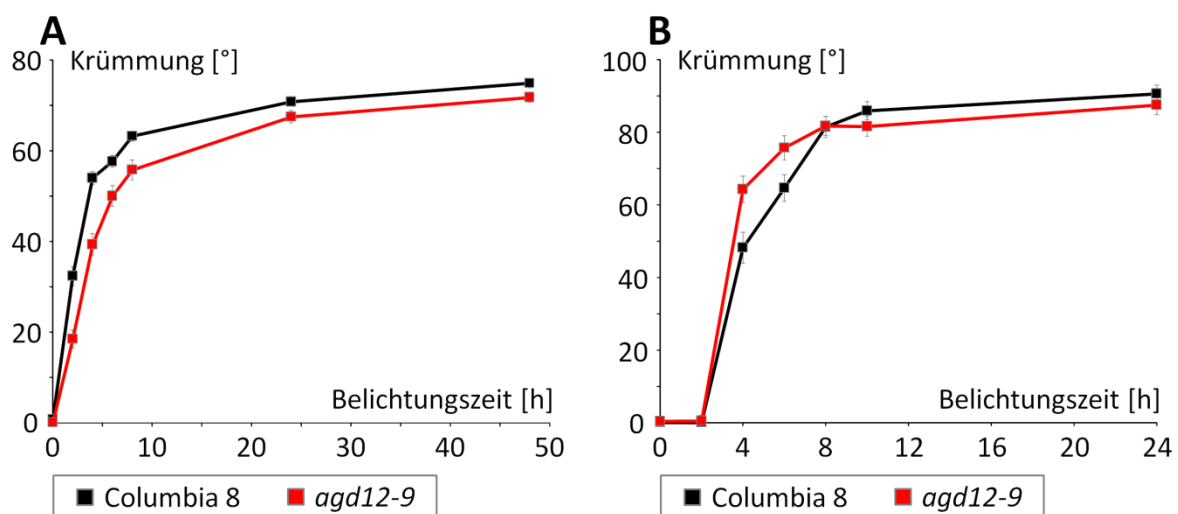 A
B
Krümmung [°]
Krümmung [°]
80
60
40
20
0
100
80
60
40
20
0
Belichtungszeit [h]
Belichtungszeit [h]
0 10 20 30 40 50
0 4 8 12 16 20 24
Columbia 8 agd12-9
Columbia 8 agd12-9